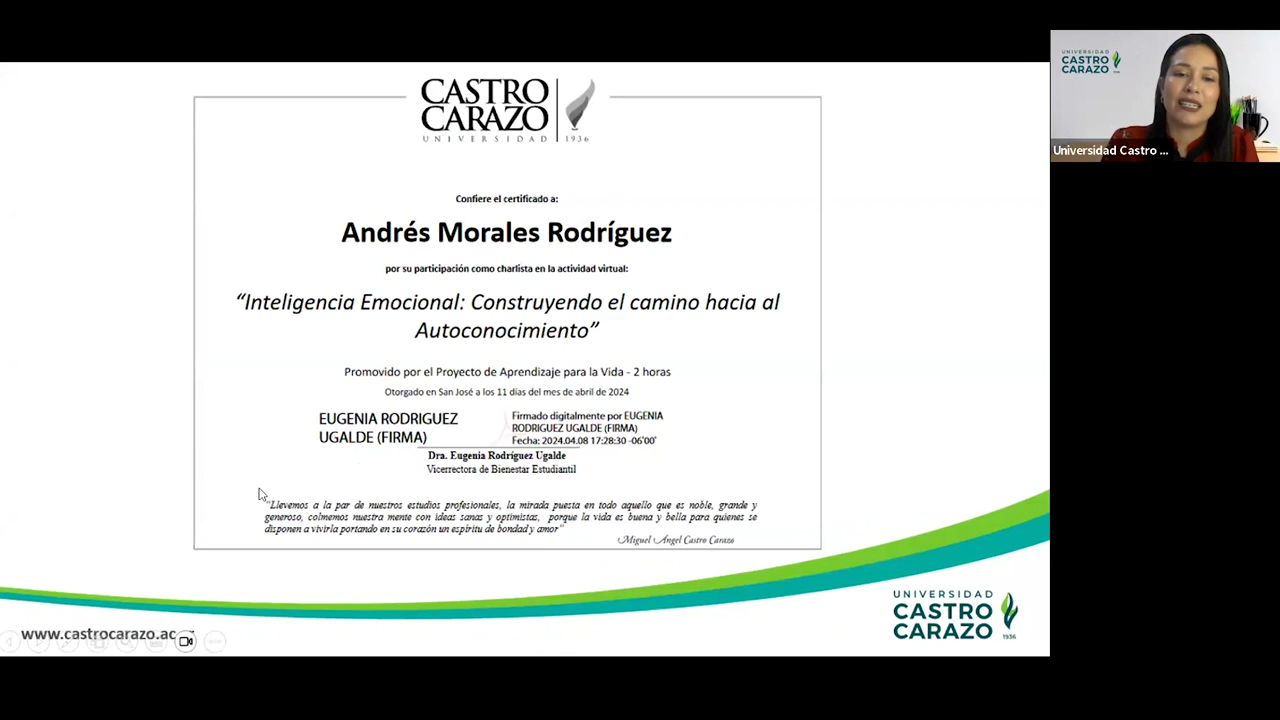 CASTRO
CARAZO
UNIVERSIDAD 1936
Confiere el certificado a:
Andrés Morales Rodríguez
por su participación como charlista en la actividad virtual:
“Inteligencia Emocional: Construyendo el camino hacia al
Autoconocimiento”
Promovido por el Proyecto de Aprendizaje para la Vida - 2 horas
Otorgado en San José a los 11 días del mes de abril de 2024
EUGENIA RODRIGUEZ
UGALDE (FIRMA)
Firmado digitalmente por EUGENIA
RODRIGUEZ UGALDE (FIRMA)
Fecha: 2024.04.08 17:28:30 -06'00'
Dra. Eugenia Rodríguez Ugalde
Vicerrectora de Bienestar Estudiantil
“Llevemos a la par de nuestros estudios profesionales, la mirada puesta en todo aquello que es noble, grande y
generoso, colmemos nuestra mente con ideas sanas y optimistas, porque la vida es buena y bella para quienes se
disponen a vivirla portando en su corazón un espíritu de bondad y amor”
Miguel Ángel Castro Carazo
www.castrocarazo.ac
UNIVERSIDAD
CASTRO
CARAZO
1936
UNIVERSIDAD
CASTRO
CARAZO
Universidad Castro ...